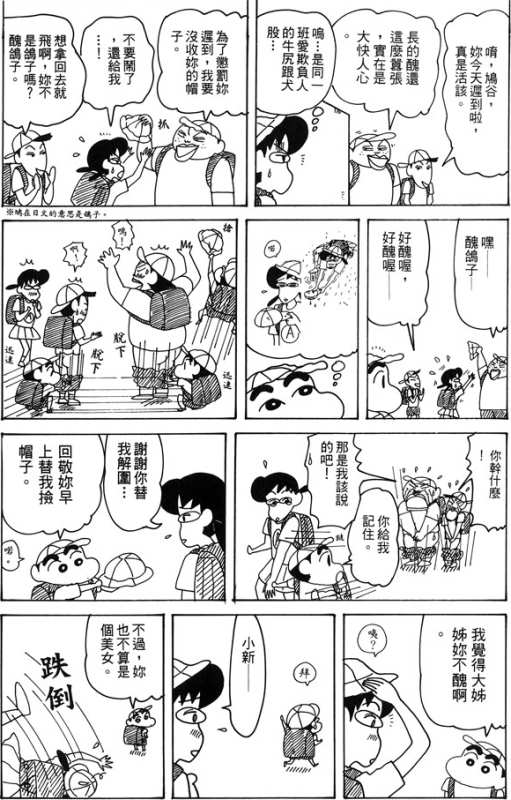 唷，鳩谷，
妳今天遲到啦，
真是活該。
長的醜還
這麼囂張
，實在是
大快人心
嗚…是同一
班愛欺負人
的牛尻跟犬
股…
為了懲罰妳
遲到，我要
沒收妳的帽
子。
抓
不要鬧了
，還給我
…！
想拿回去就
飛啊，妳不
是鴿子嗎？
醜鴿子。
※鳩在日文的意思是鴿子。
嘿──
醜鴿子──
好醜喔，
好醜喔──
搶
嗚！
啊！
脫下
脫下
迅速
迅速
你幹什麼
！
你給我
記住。
那是我該說
的吧！
跳
謝謝你替
我解圍…
回敬妳早
上替我撿
帽子。
喏。
我覺得大姊
姊妳不醜啊
。
咦？
拜
小新──
不過，妳
也不算是
個美女。
跌倒